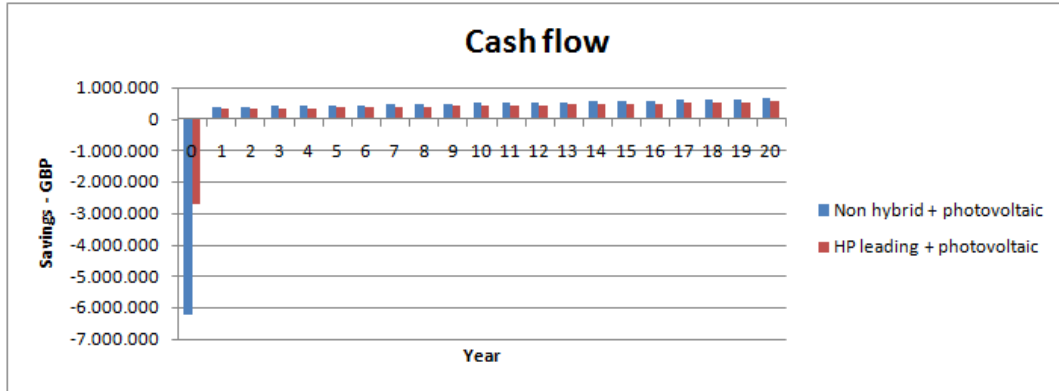 Cash flow
1.000.000
0
-1.000.000
-2.000.000
-3.000.000
-4.000.000
-5.000.000
-6.000.000
-7.000.000
Savings - GBP
0 1 2 3 4 5 6 7 8 9 10 11 12 13 14 15 16 17 18 19 20
Year
Non hybrid + photovoltaic
HP leading + photovoltaic